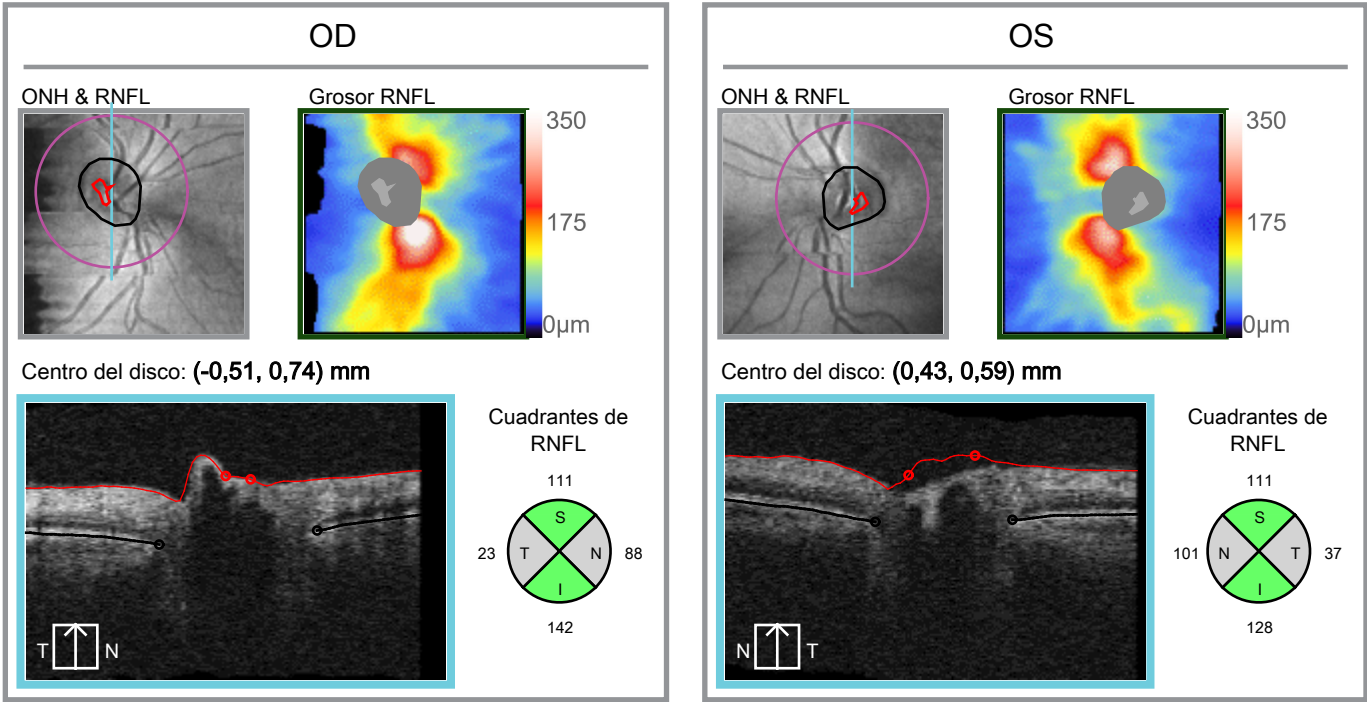 OD
ONH & RNFL
Grosor RNFL
350
175
0µm
Centro del disco: (-0,51, 0,74) mm
Cuadrantes de
RNFL
111
S
23
T
N
88
I
142
T
N
OS
ONH & RNFL
Grosor RNFL
350
175
0µm
Centro del disco: (0,43, 0,59) mm
Cuadrantes de
RNFL
111
S
101
N
T
37
I
128
N
T